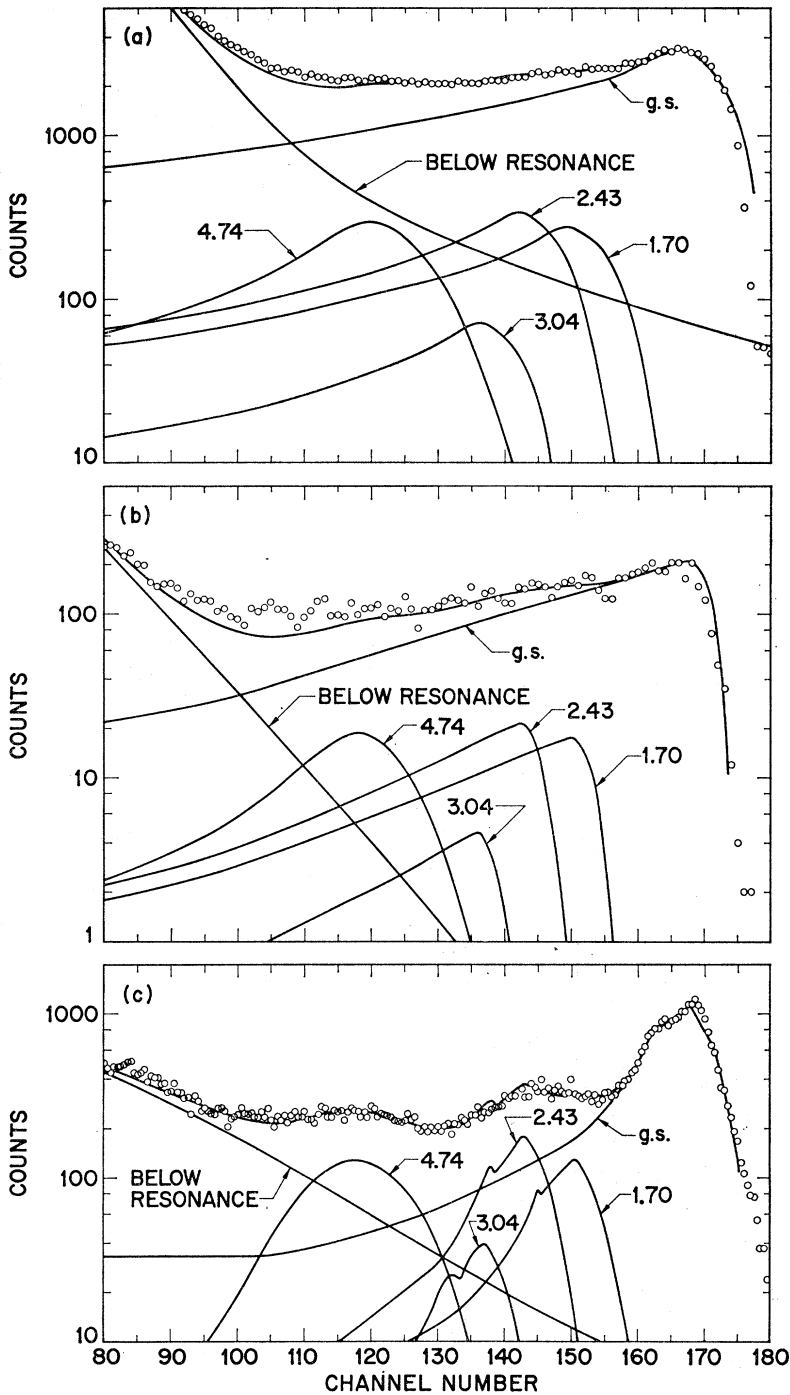 (a)
g.s.
1000
BELOW RESONANCE
2.43
4.74
1.70
100
3.04
10
COUNTS
(b)
100
g.s.
BELOW RESONANCE
4.74
2.43
1.70
10
3.04
1
COUNTS
(c)
1000
2.43
g.s.
4.74
BELOW
RESONANCE
1.70
100
3.04
10
COUNTS
80 90 100 110 120 130 140 150 160 170 180
CHANNEL NUMBER